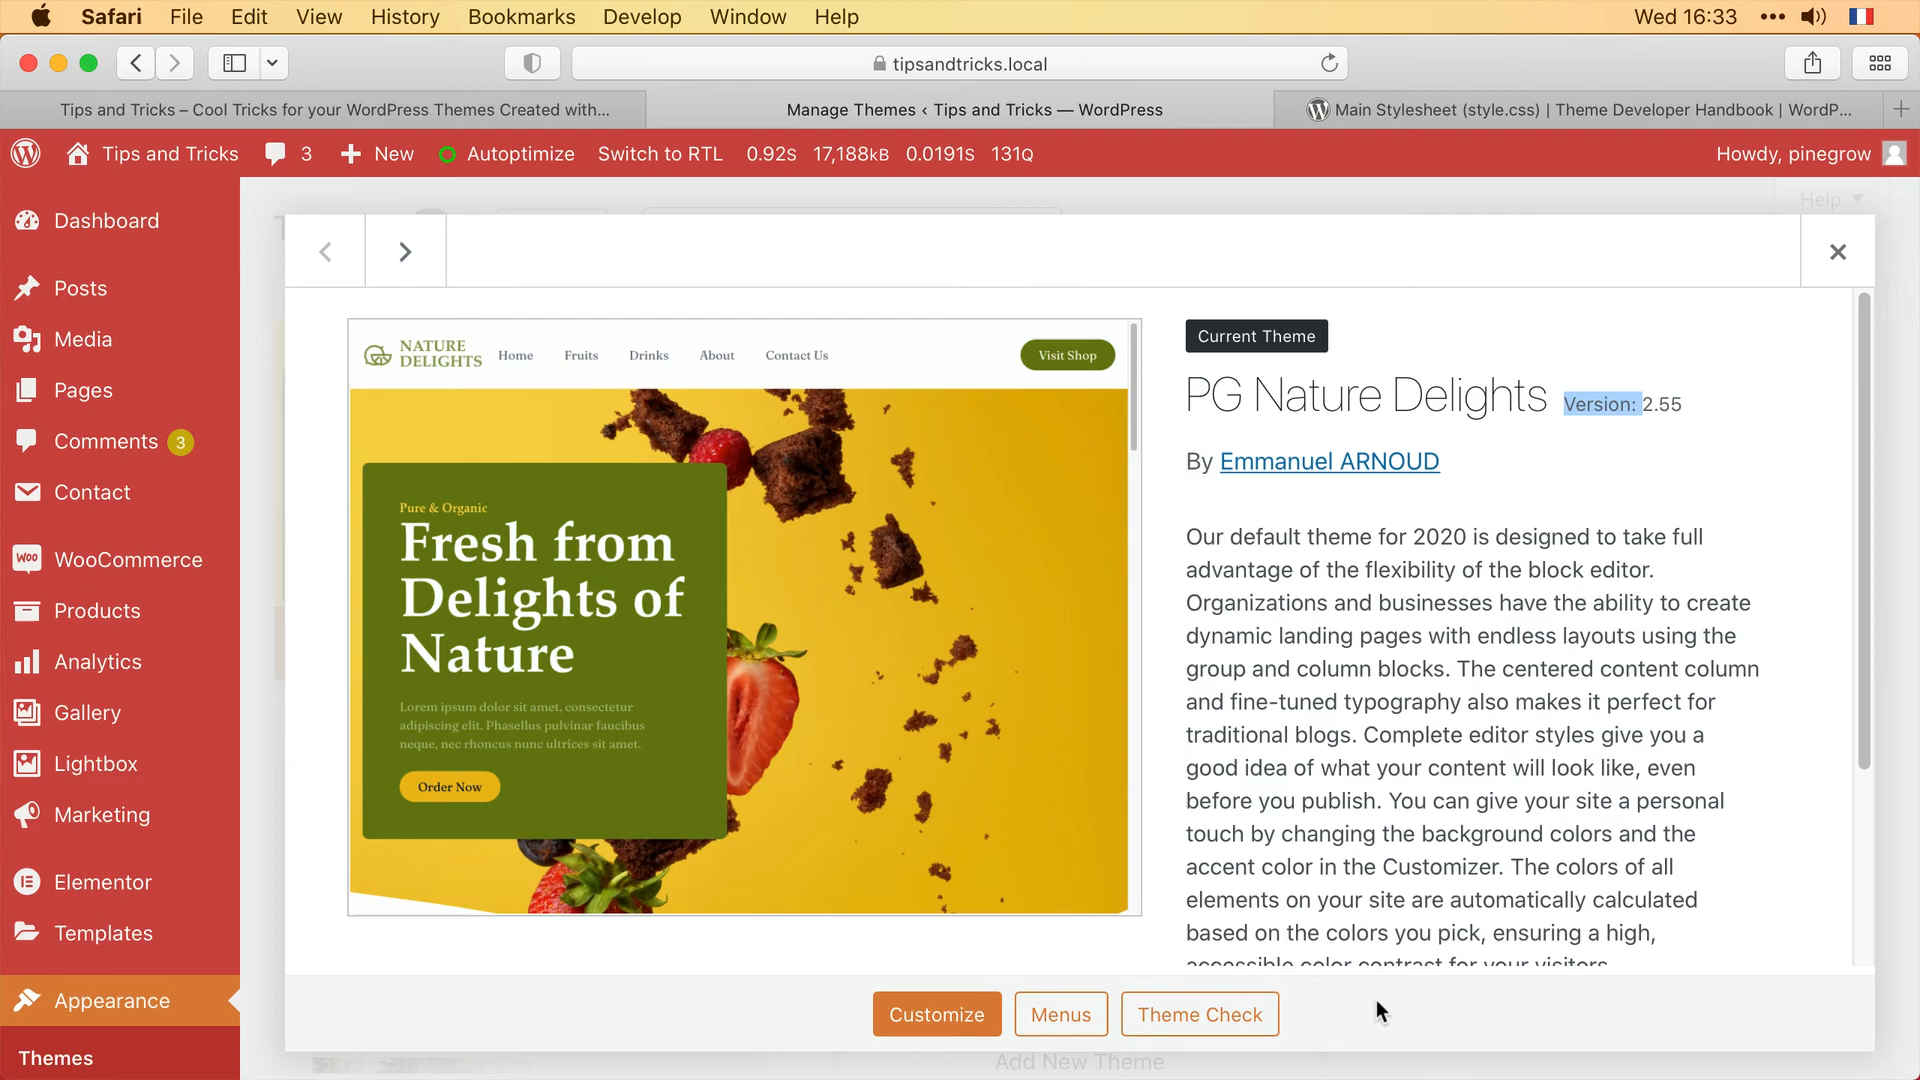 Safari File Edit View History Bookmarks Develop Window Help Wed 16:33
tipsandtricks.local
Tips and Tricks – Cool Tricks for your WordPress Themes Created with...
Manage Themes ‹ Tips and Tricks — WordPress
Main Stylesheet (style.css) | Theme Developer Handbook | WordP...
Tips and Tricks 3 New Autoptimize Switch to RTL 0.92S 17,188KB 0.0191S 131Q Howdy, pinegrow
Help
Dashboard
Posts
Media
Pages
Comments 3
Contact
WooCommerce
Products
Analytics
Gallery
Lightbox
Marketing
Elementor
Templates
Appearance
Themes
NATURE
DELIGHTS
Home Fruits Drinks About Contact Us Visit Shop
Pure & Organic
Fresh from
Delights of
Nature
Lorem ipsum dolor sit amet, consectetur
adipiscing elit. Phasellus pulvinar faucibus
neque, nec rhoncus nunc ultrices sit amet.
Order Now
Current Theme
PG Nature Delights Version: 2.55
By Emmanuel ARNOUD
Our default theme for 2020 is designed to take full
advantage of the flexibility of the block editor.
Organizations and businesses have the ability to create
dynamic landing pages with endless layouts using the
group and column blocks. The centered content column
and fine-tuned typography also makes it perfect for
traditional blogs. Complete editor styles give you a
good idea of what your content will look like, even
before you publish. You can give your site a personal
touch by changing the background colors and the
accent color in the Customizer. The colors of all
elements on your site are automatically calculated
based on the colors you pick, ensuring a high,
accessible color contrast for your visitors.
Customize Menus Theme Check
Add New Theme